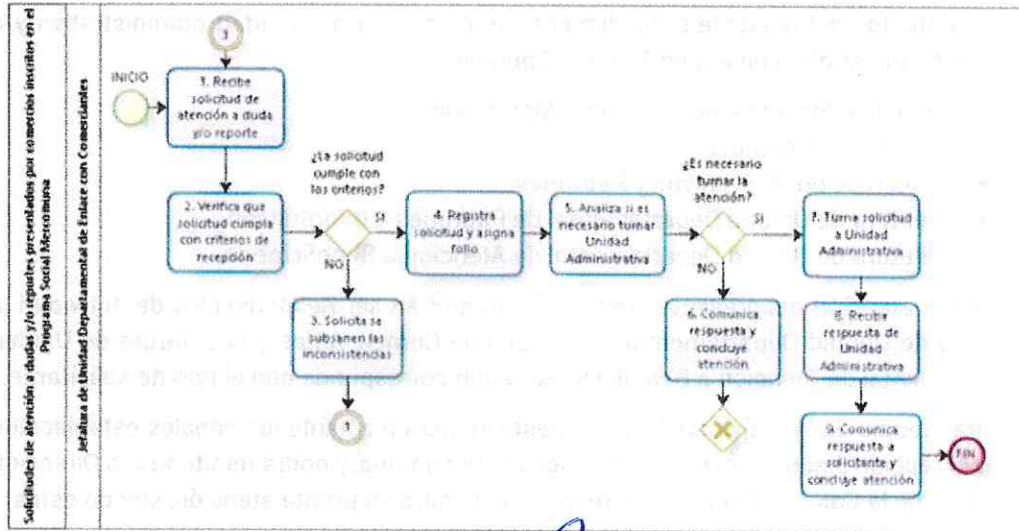 Solicitudes de atención a dudas y/o reportes presentados por comercios inscritos en el
Programa Social Mercomuna
Jefatura de Unidad Departamental de Enlace con Comerciantes
INICIO
1. Recibe
solicitud de
atención a duda
y/o reporte
2. Verifica que
solicitud cumpla
con criterios de
recepción
¿La solicitud
cumple con
los criterios?
SI
NO
3. Solicita se
subsanen las
inconsistencias
4. Registra
solicitud y asigna
folio
5. Analiza si es
necesario turnar
Unidad
Administrativa
¿Es necesario
turnar la
atención?
SI
NO
6. Comunica
respuesta y
concluye
atención
7. Turna solicitud
a Unidad
Administrativa
8. Recibe
respuesta de
Unidad
Administrativa
9. Comunica
respuesta a
solicitante y
concluye atención
FIN